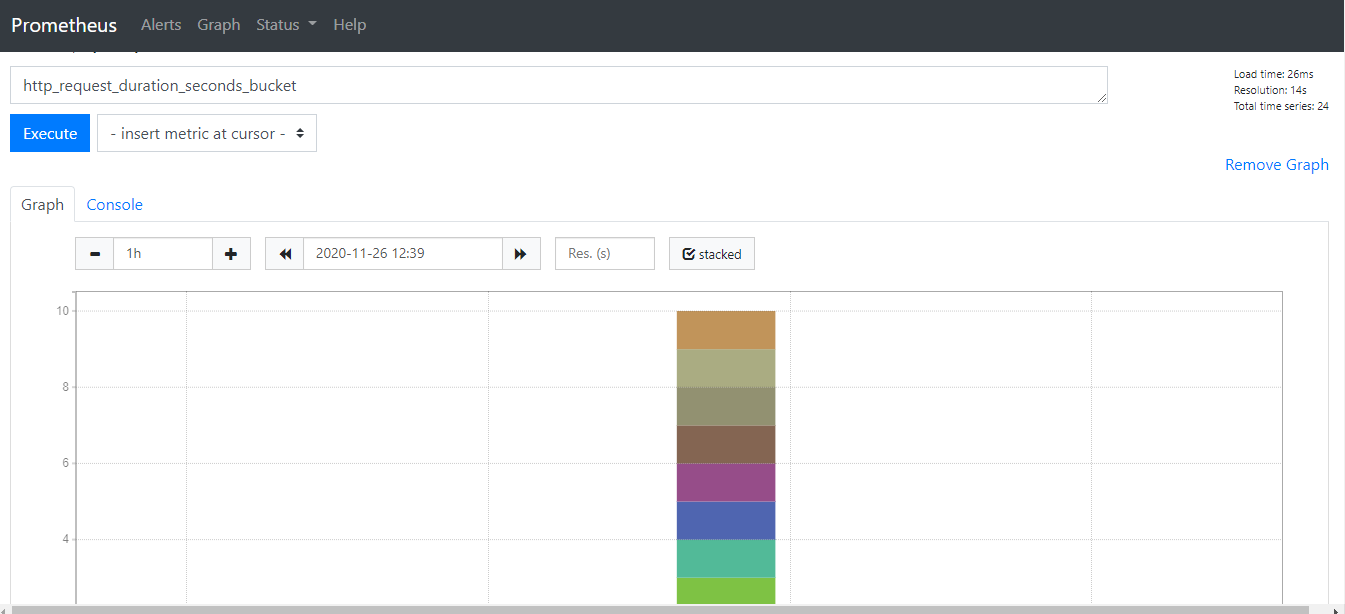 Prometheus Alerts Graph Status Help
http_request_duration_seconds_bucket
Load time: 26ms
Resolution: 14s
Total time series: 24
Execute - insert metric at cursor -
Remove Graph
Graph Console
1h 2020-11-26 12:39 Res. (s) stacked
10
8
6
4